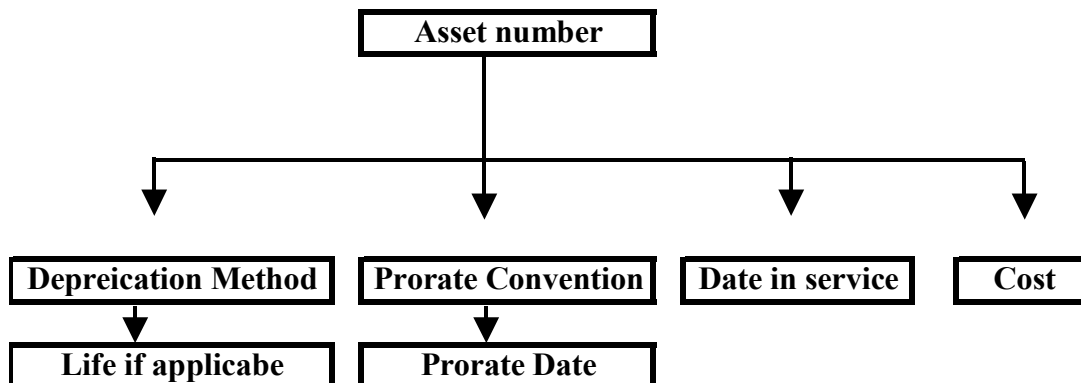 Asset number
Depreication Method
Prorate Convention
Date in service
Cost
Life if applicabe
Prorate Date